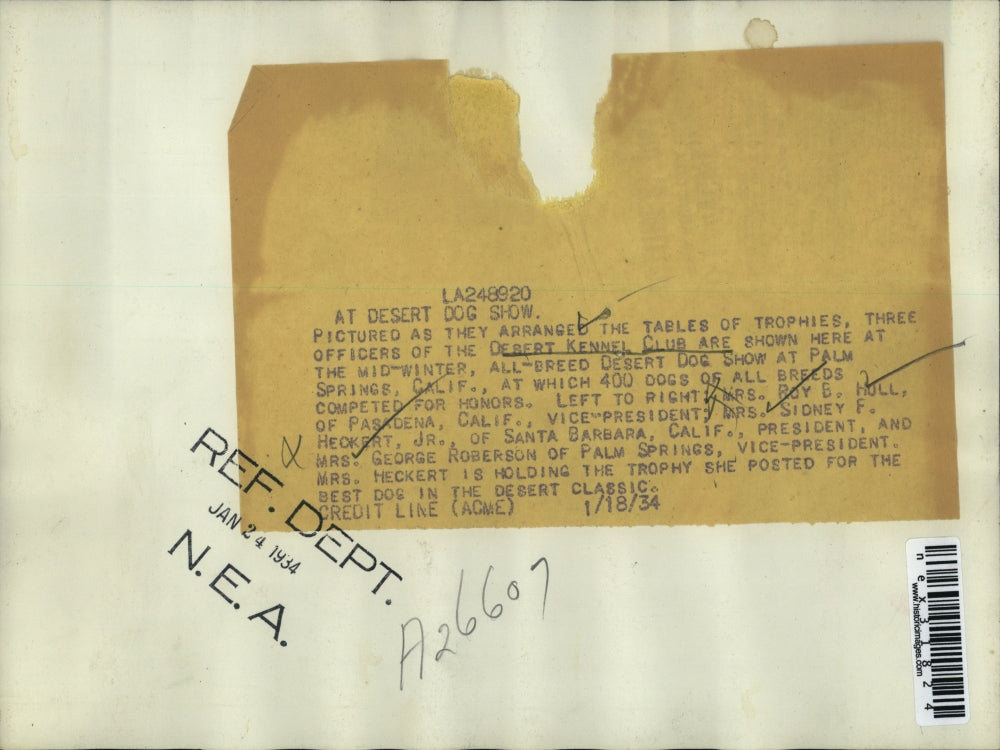 LA248920
AT DESERT DOG SHOW.
PICTURED AS THEY ARRANGED THE TABLES OF TROPHIES, THREE
OFFICERS OF THE DESERT KENNEL CLUB ARE SHOWN HERE AT
THE MID-WINTER, ALL-BREED DESERT DOG SHOW AT PALM
SPRINGS, CALIF., AT WHICH 400 DOGS OF ALL BREEDS
COMPETED FOR HONORS. LEFT TO RIGHT; MRS. ROY B. HULL,
OF PASADENA, CALIF., VICE-PRESIDENT; MRS. SIDNEY F.
HECKERT, JR., OF SANTA BARBARA, CALIF., PRESIDENT, AND
MRS. GEORGE ROBERSON OF PALM SPRINGS, VICE-PRESIDENT.
MRS. HECKERT IS HOLDING THE TROPHY SHE POSTED FOR THE
BEST DOG IN THE DESERT CLASSIC.
CREDIT LINE (ACME) 1/18/34
REF. DEPT.
JAN 24 1934
N.E.A.
A26607
nex31824
www.historicimages.com